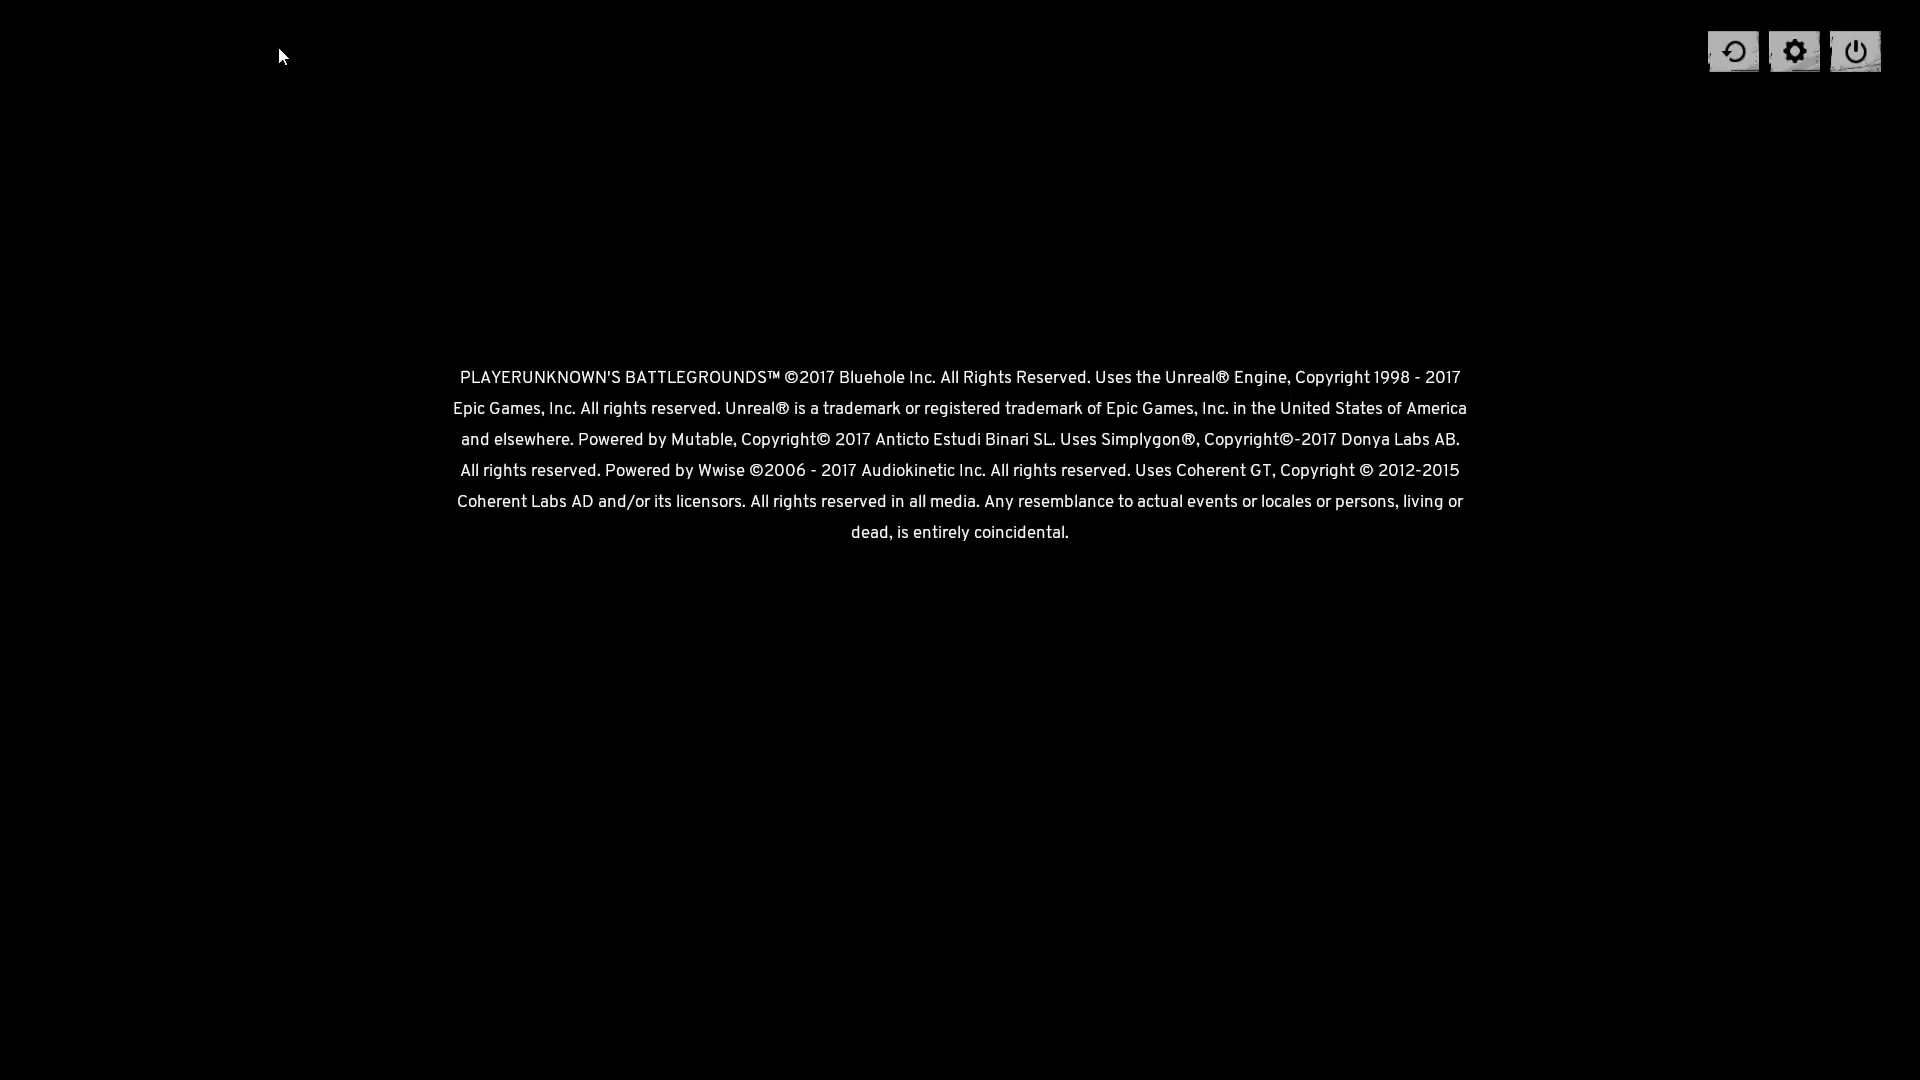 PLAYERUNKNOWN'S BATTLEGROUNDS™ ©2017 Bluehole Inc. All Rights Reserved. Uses the Unreal® Engine, Copyright 1998 - 2017
Epic Games, Inc. All rights reserved. Unreal® is a trademark or registered trademark of Epic Games, Inc. in the United States of America
and elsewhere. Powered by Mutable, Copyright© 2017 Anticto Estudi Binari SL. Uses Simplygon®, Copyright©-2017 Donya Labs AB.
All rights reserved. Powered by Wwise ©2006 - 2017 Audiokinetic Inc. All rights reserved. Uses Coherent GT, Copyright © 2012-2015
Coherent Labs AD and/or its licensors. All rights reserved in all media. Any resemblance to actual events or locales or persons, living or
dead, is entirely coincidental.